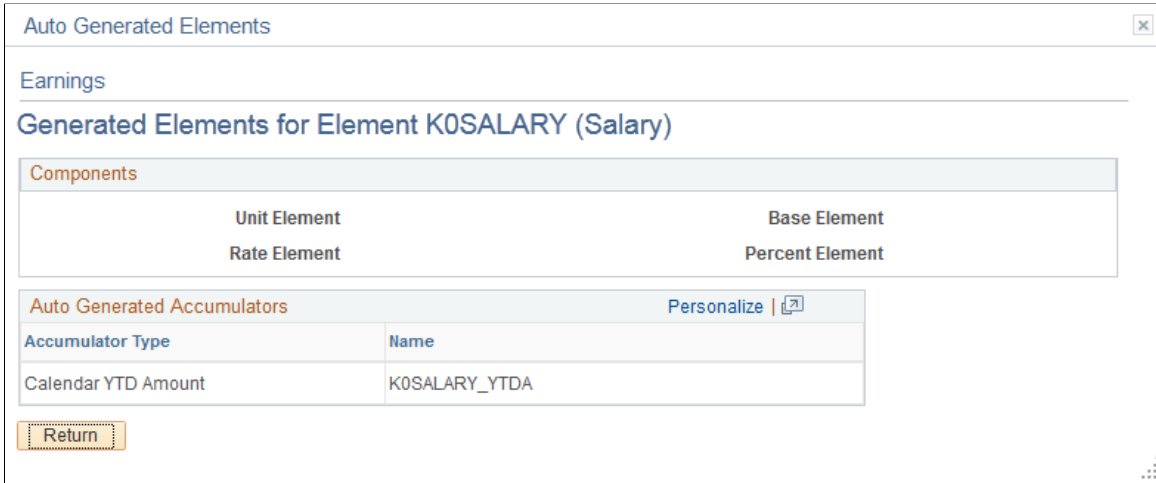 Auto Generated Elements
Earnings
Generated Elements for Element K0SALARY (Salary)
Components
Unit Element Base Element
Rate Element Percent Element
Auto Generated Accumulators Personalize |
Accumulator Type Name
Calendar YTD Amount K0SALARY_YTDA
Return